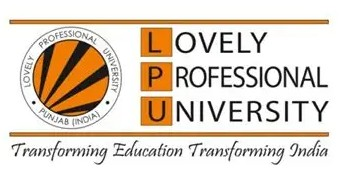 LOVELY PROFESSIONAL UNIVERSITY
PUNJAB (INDIA)
LOVELY
PROFESSIONAL
UNIVERSITY
Transforming Education Transforming India